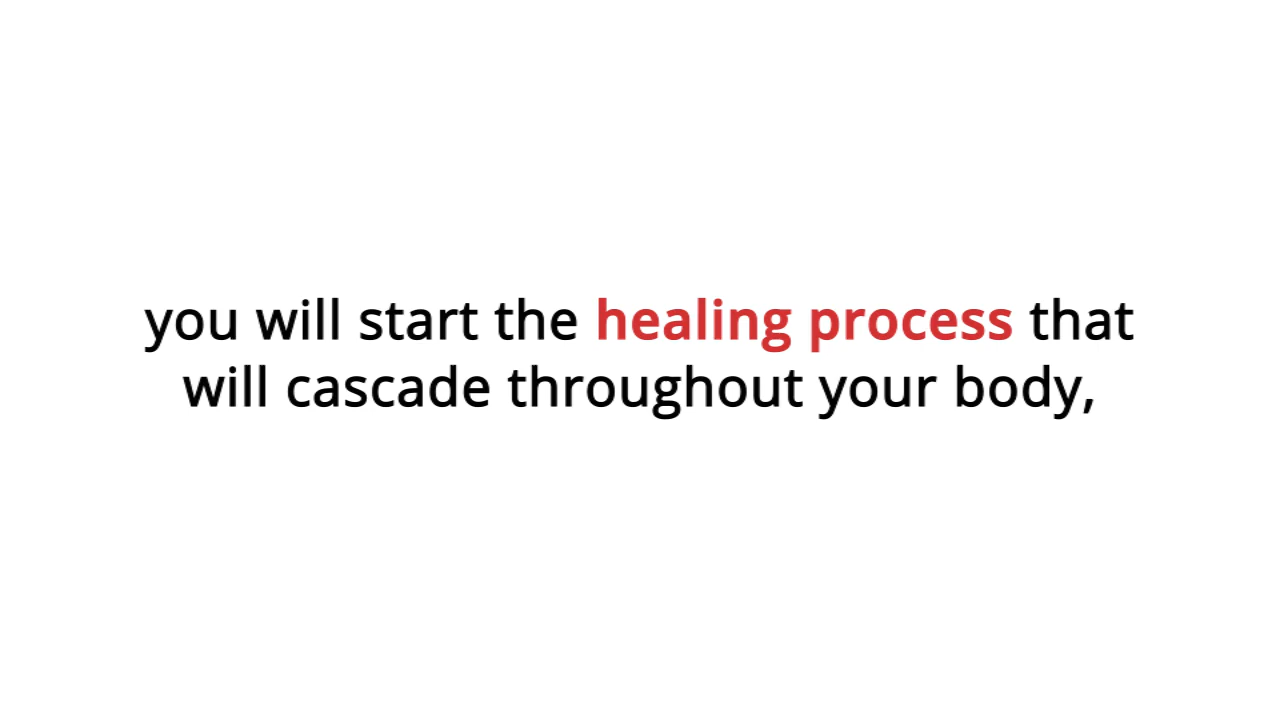 you will start the healing process that
will cascade throughout your body,